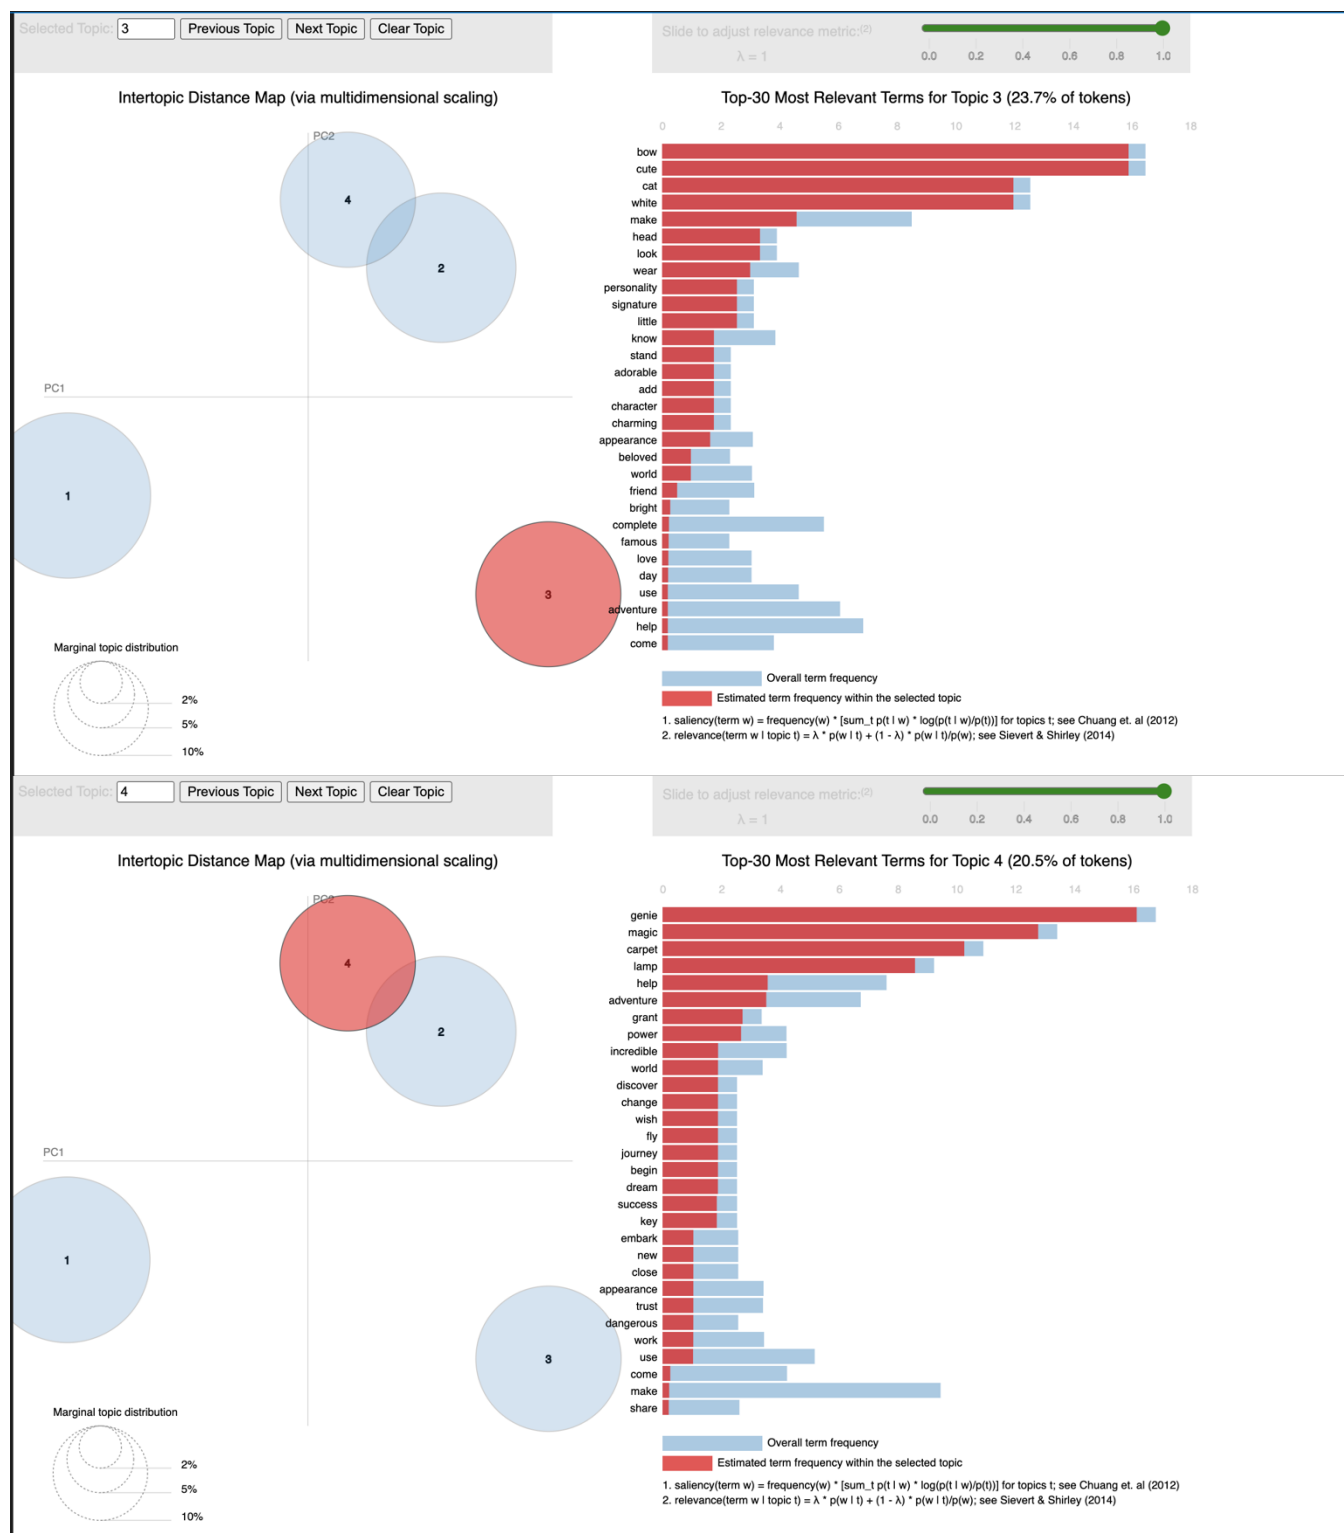 Selected Topic: 3 Previous Topic Next Topic Clear Topic
Slide to adjust relevance metric:(2)
λ = 1
0.0 0.2 0.4 0.6 0.8 1.0
Intertopic Distance Map (via multidimensional scaling)
PC2
4
2
PC1
1
3
Marginal topic distribution
2%
5%
10%
Top-30 Most Relevant Terms for Topic 3 (23.7% of tokens)
0 2 4 6 8 10 12 14 16 18
bow
cute
cat
white
make
head
look
wear
personality
signature
little
know
stand
adorable
add
character
charming
appearance
beloved
world
friend
bright
complete
famous
love
day
use
adventure
help
come
Overall term frequency
Estimated term frequency within the selected topic
1. saliency(term w) = frequency(w) * [sum_t p(t | w) * log(p(t | w)/p(t))] for topics t; see Chuang et. al (2012)
2. relevance(term w | topic t) = λ * p(w | t) + (1 - λ) * p(w | t)/p(w); see Sievert & Shirley (2014)
Selected Topic: 4 Previous Topic Next Topic Clear Topic
Slide to adjust relevance metric:(2)
λ = 1
0.0 0.2 0.4 0.6 0.8 1.0
Intertopic Distance Map (via multidimensional scaling)
PC2
4
2
PC1
1
3
Marginal topic distribution
2%
5%
10%
Top-30 Most Relevant Terms for Topic 4 (20.5% of tokens)
0 2 4 6 8 10 12 14 16 18
genie
magic
carpet
lamp
help
adventure
grant
power
incredible
world
discover
change
wish
fly
journey
begin
dream
success
key
embark
new
close
appearance
trust
dangerous
work
use
come
make
share
Overall term frequency
Estimated term frequency within the selected topic
1. saliency(term w) = frequency(w) * [sum_t p(t | w) * log(p(t | w)/p(t))] for topics t; see Chuang et. al (2012)
2. relevance(term w | topic t) = λ * p(w | t) + (1 - λ) * p(w | t)/p(w); see Sievert & Shirley (2014)